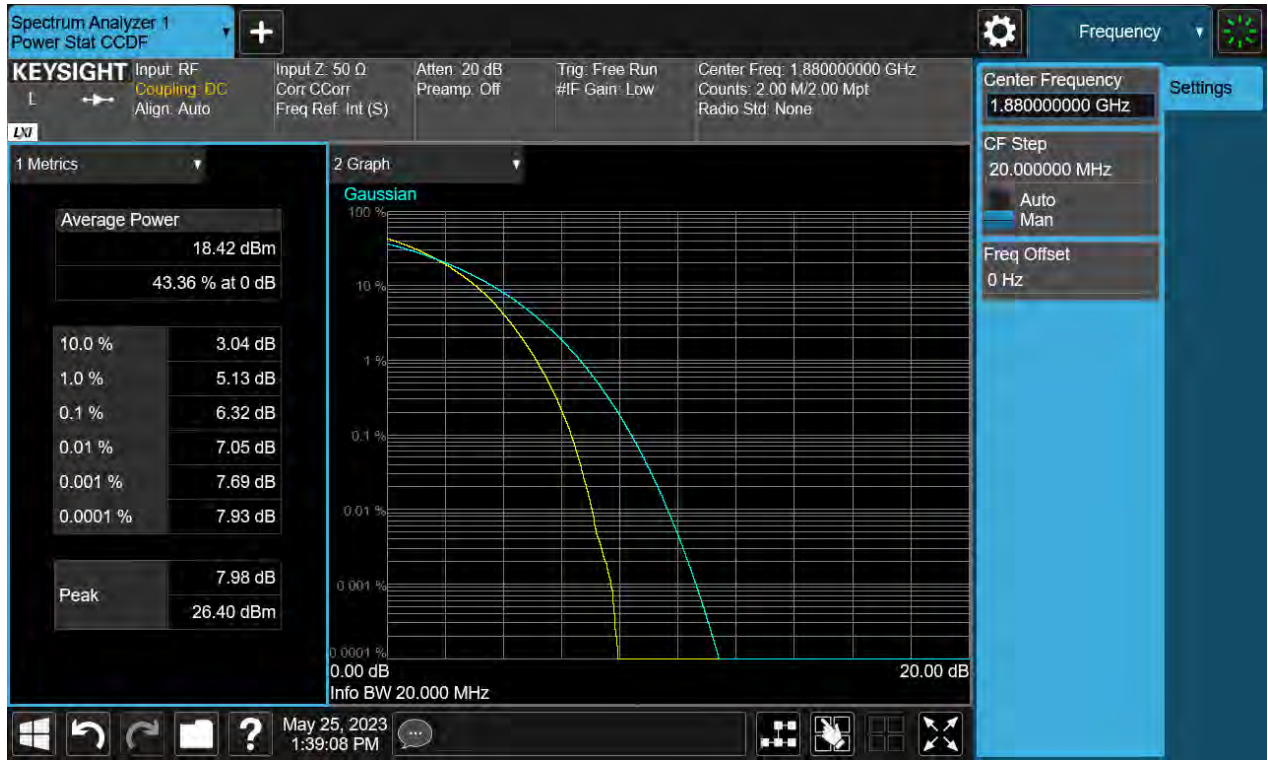 Spectrum Analyzer 1
Power Stat CCDF
+
Frequency
KEYSIGHT
L
LXI
Input: RF
Coupling: DC
Align: Auto
Input Z: 50 Ω
Corr CCorr
Freq Ref: Int (S)
Atten: 20 dB
Preamp: Off
Trig: Free Run
#IF Gain: Low
Center Freq: 1.880000000 GHz
Counts: 2.00 M/2.00 Mpt
Radio Std: None
1 Metrics
Average Power
18.42 dBm
43.36 % at 0 dB
10.0 % 3.04 dB
1.0 % 5.13 dB
0.1 % 6.32 dB
0.01 % 7.05 dB
0.001 % 7.69 dB
0.0001 % 7.93 dB
Peak
7.98 dB
26.40 dBm
2 Graph
Gaussian
100 %
10 %
1 %
0.1 %
0.01 %
0.001 %
0.0001 %
0.00 dB 20.00 dB
Info BW 20.000 MHz
Center Frequency
1.880000000 GHz
CF Step
20.000000 MHz
Auto
Man
Freq Offset
0 Hz
Settings
?
May 25, 2023
1:39:08 PM